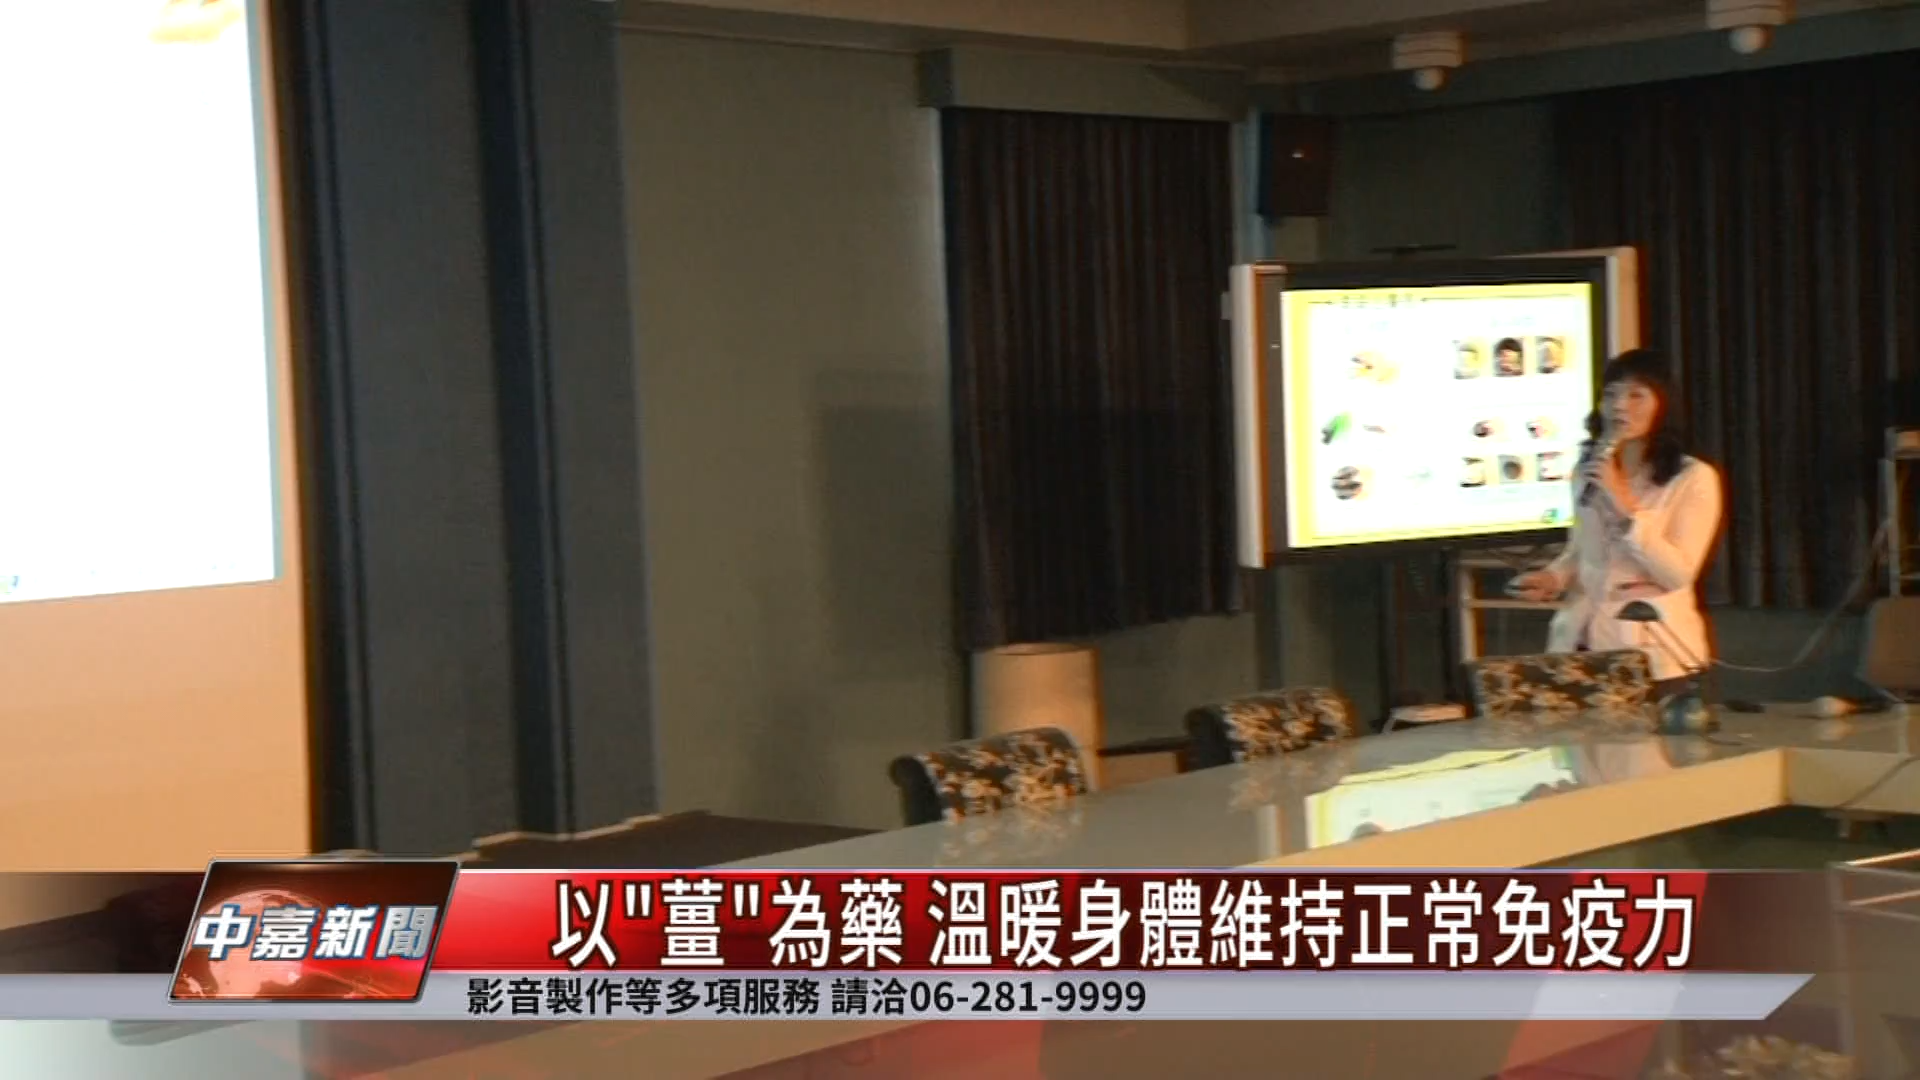 以"薑"為藥 溫暖身體維持正常免疫力
中嘉新聞
影音製作等多項服務 請洽06-281-9999